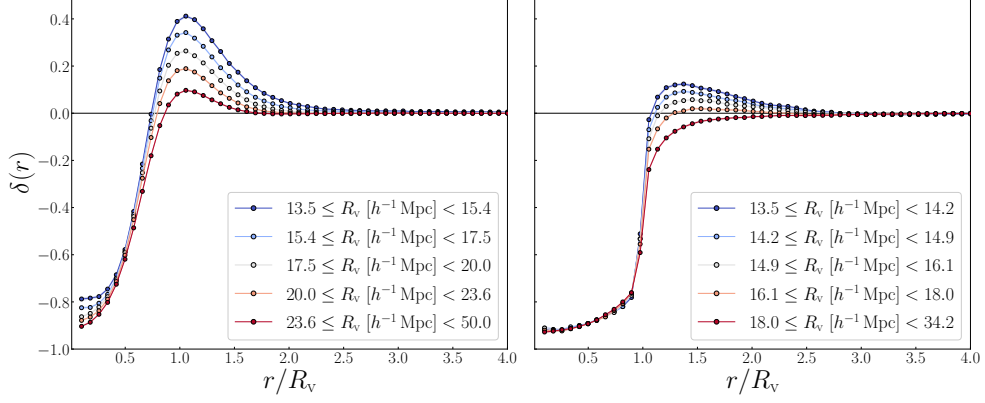 δ(r)
0.4
0.2
0.0
−0.2
−0.4
−0.6
−0.8
−1.0
13.5 ≤ R_v [h⁻¹ Mpc] < 15.4
15.4 ≤ R_v [h⁻¹ Mpc] < 17.5
17.5 ≤ R_v [h⁻¹ Mpc] < 20.0
20.0 ≤ R_v [h⁻¹ Mpc] < 23.6
23.6 ≤ R_v [h⁻¹ Mpc] < 50.0
0.5 1.0 1.5 2.0 2.5 3.0 3.5 4.0
r/R_v
13.5 ≤ R_v [h⁻¹ Mpc] < 14.2
14.2 ≤ R_v [h⁻¹ Mpc] < 14.9
14.9 ≤ R_v [h⁻¹ Mpc] < 16.1
16.1 ≤ R_v [h⁻¹ Mpc] < 18.0
18.0 ≤ R_v [h⁻¹ Mpc] < 34.2
0.5 1.0 1.5 2.0 2.5 3.0 3.5 4.0
r/R_v